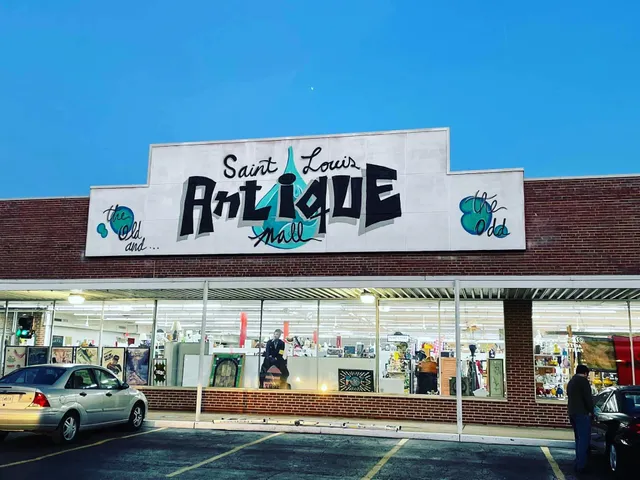 Saint Louis
AntiqUE
Mall
the
Old
and...
the
Odd